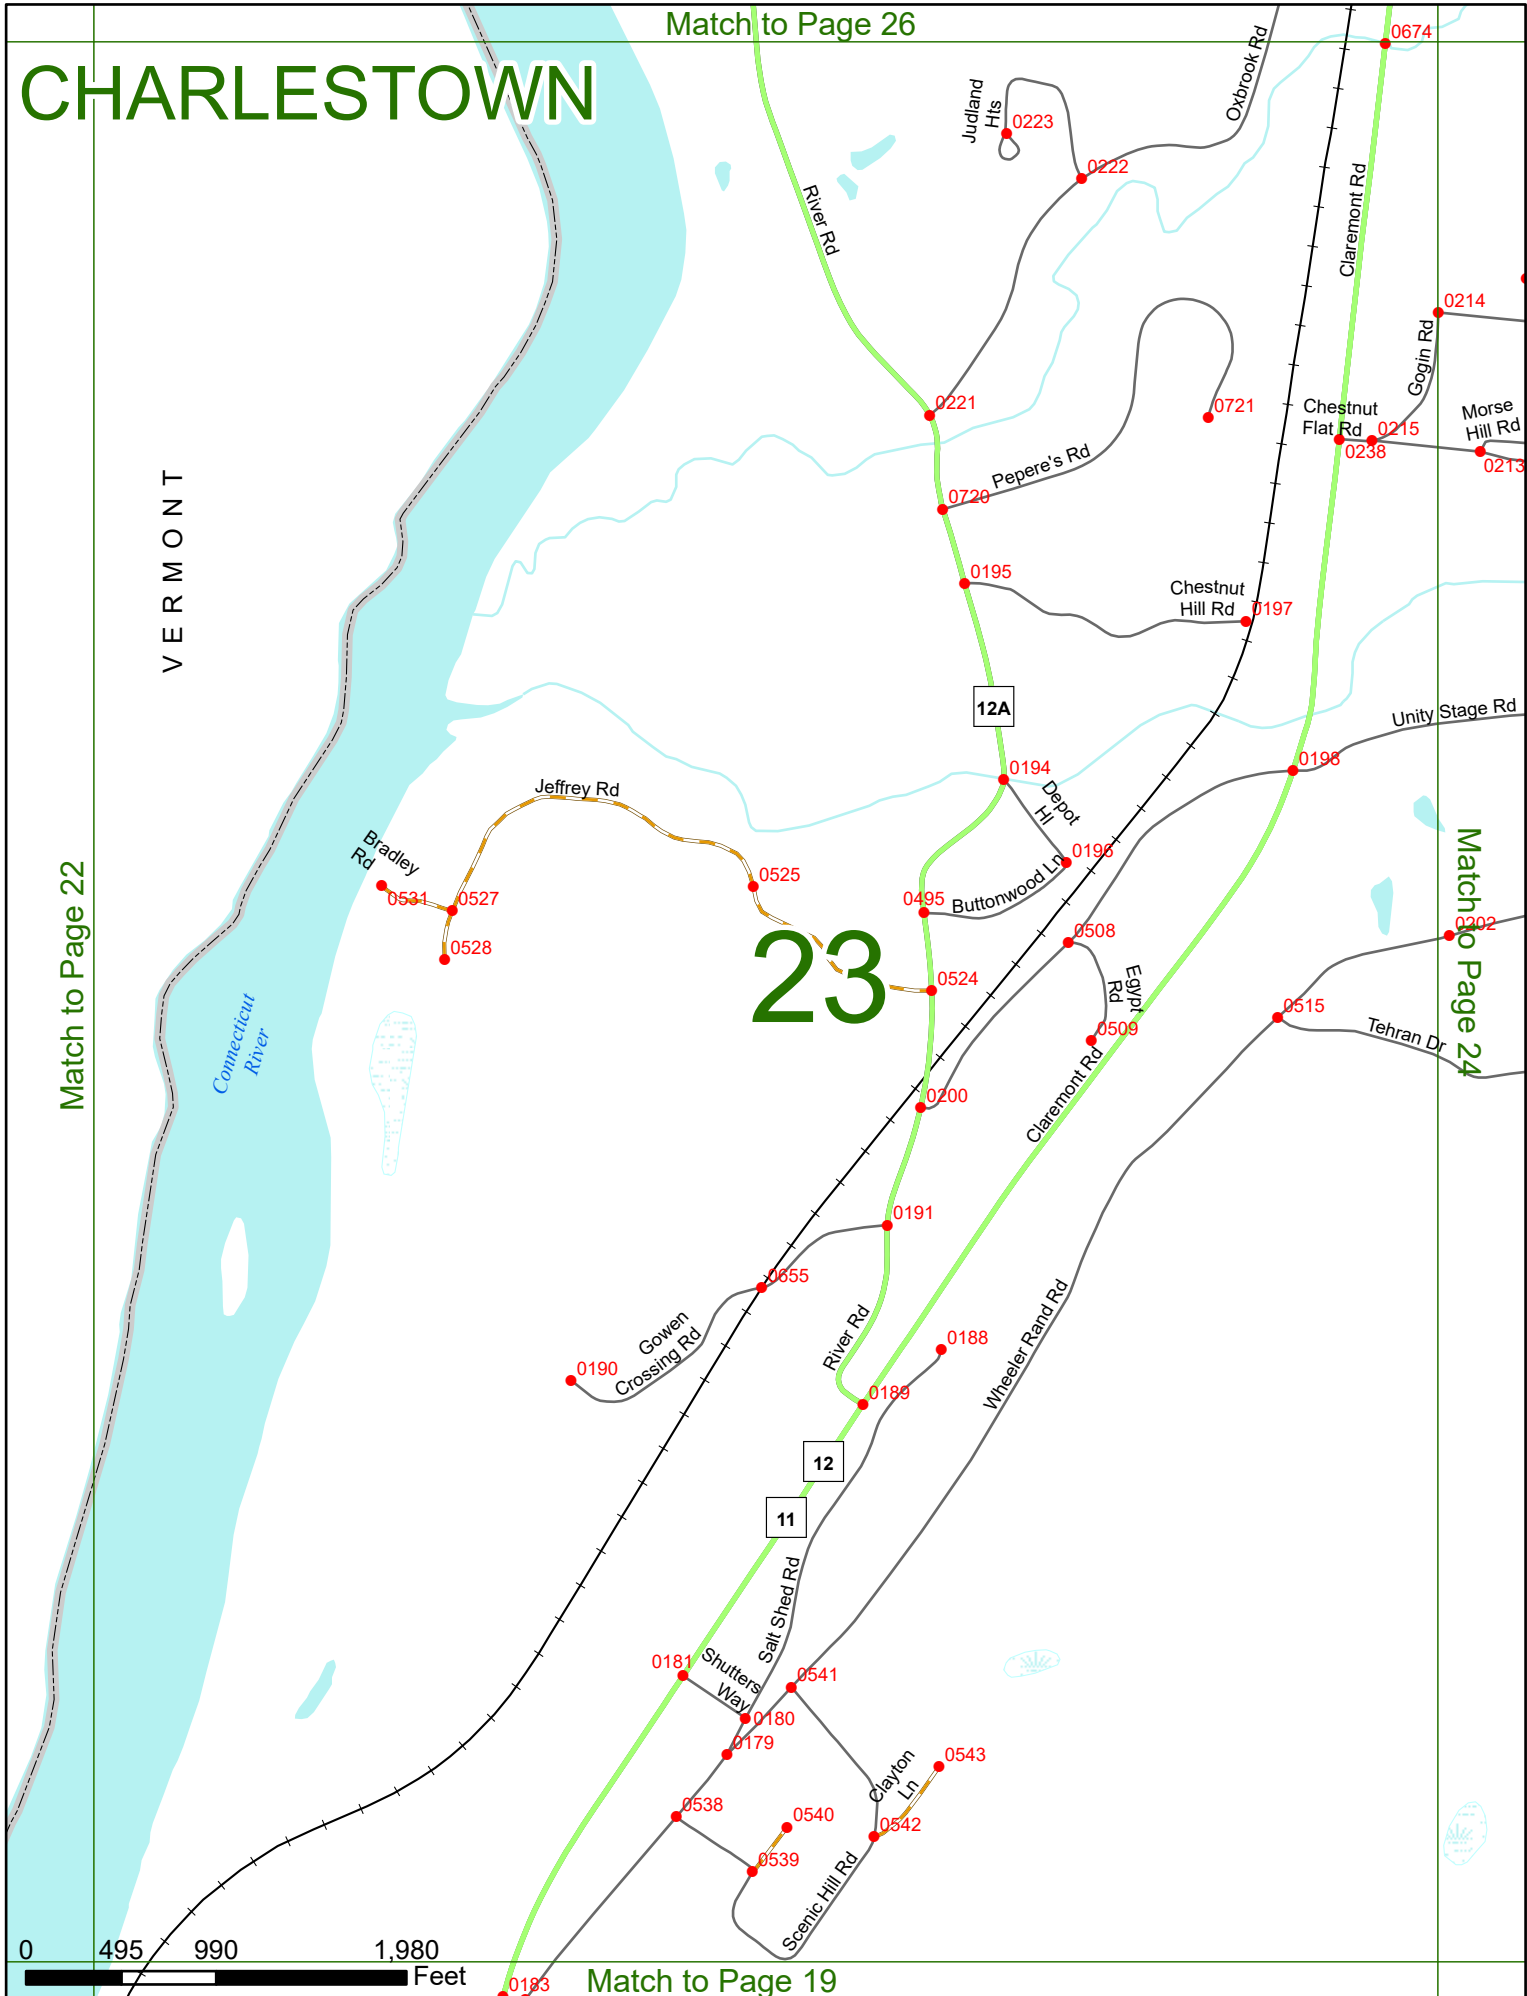 Match to Page 26
CHARLESTOWN
0674
Oxbrook Rd
Judland
Hts
0223
0222
Claremont Rd
River Rd
0214
Gogin Rd
0221
0721
Chestnut
Flat Rd
0215
0238
Morse
Hill Rd
0213
Pepere's Rd
0720
VERMONT
0195
Chestnut
Hill Rd
0197
12A
Unity Stage Rd
0198
0194
Depot
Hl
Jeffrey Rd
Bradley
Rd
0531
0527
0525
0528
0196
Buttonwood Ln
0495
Match to Page 22
Match to Page 24
0202
23
0508
0524
Egypt
Rd
0509
0515
Tehran Dr
Connecticut
River
0200
Claremont Rd
0191
0655
Gowen
Crossing Rd
0190
River Rd
0188
0189
Wheeler Rand Rd
12
11
Salt Shed Rd
0181
Shutters
Way
0541
0180
0179
0543
Clayton
Ln
0538
0540
0542
0539
Scenic Hill Rd
0 495 990 1,980
Feet
0183
Match to Page 19